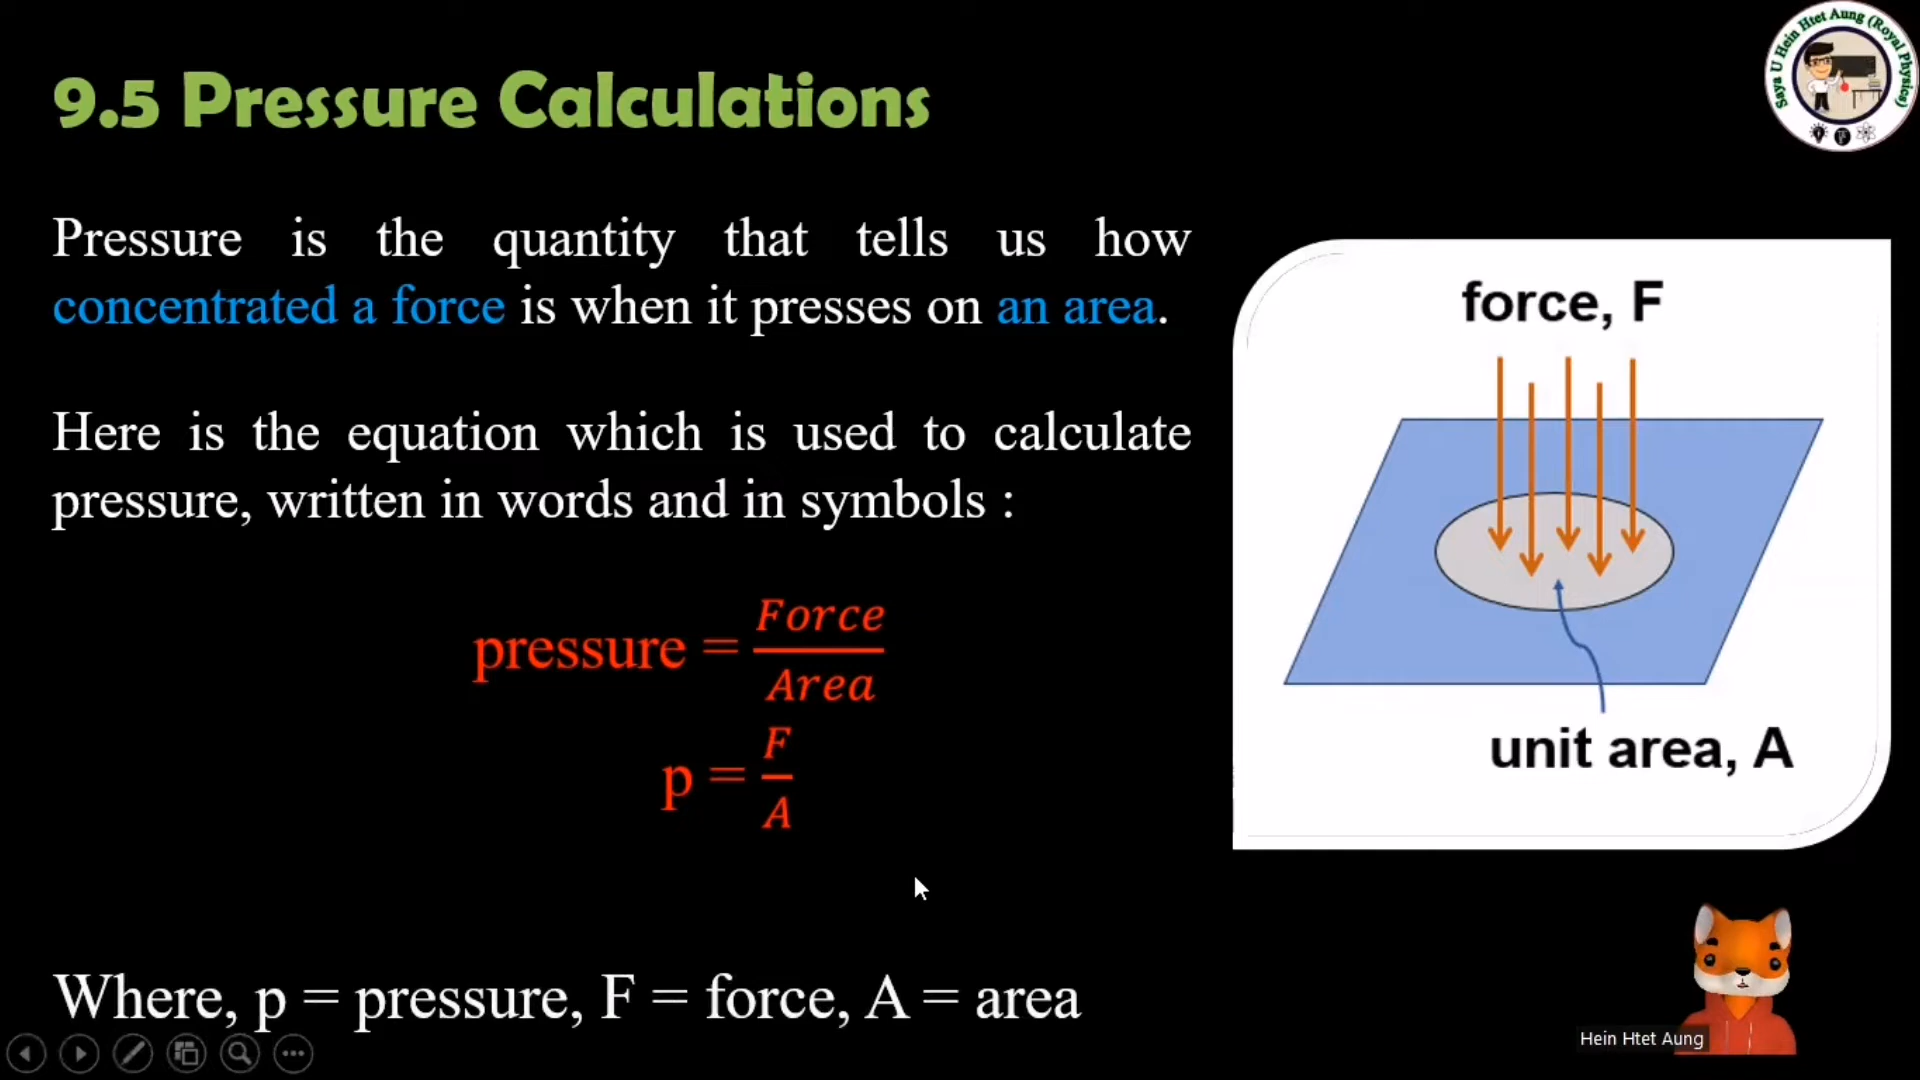 9.5 Pressure Calculations
Saya U Hein Htet Aung (Royal Physics)
Pressure is the quantity that tells us how
concentrated a force is when it presses on an area.
Here is the equation which is used to calculate
pressure, written in words and in symbols :
pressure = Force / Area
p = F / A
Where, p = pressure, F = force, A = area
force, F
unit area, A
Hein Htet Aung